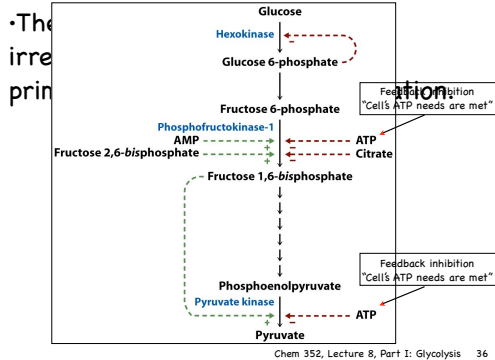 •The
irre
prim
tion.
Glucose
Hexokinase
−
Glucose 6-phosphate
Feedback inhibition
“Cell’s ATP needs are met”
Fructose 6-phosphate
Phosphofructokinase-1
AMP
ATP
+
−
Fructose 2,6-bisphosphate
Citrate
+
−
Fructose 1,6-bisphosphate
Feedback inhibition
“Cell’s ATP needs are met”
Phosphoenolpyruvate
Pyruvate kinase
ATP
+
−
Pyruvate
Chem 352, Lecture 8, Part I: Glycolysis 36